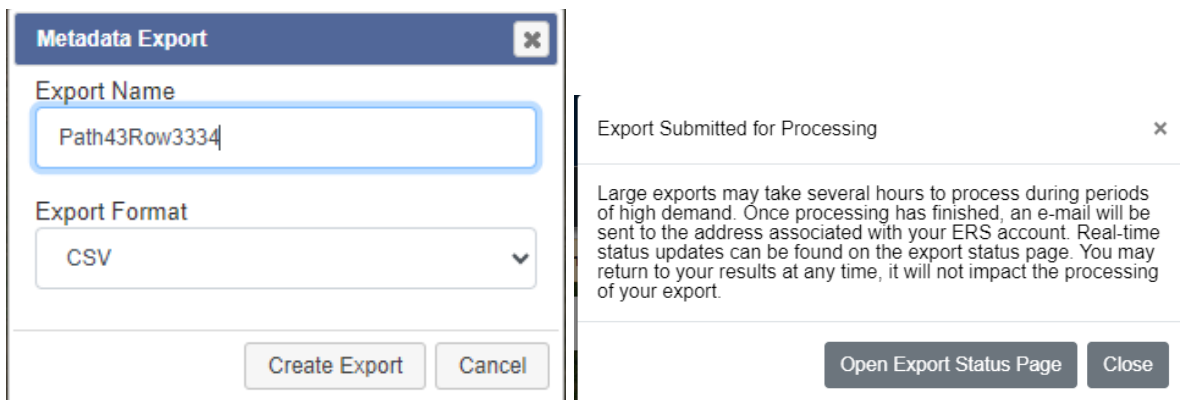 Metadata Export
Export Name
Path43Row3334
Export Format
CSV
Create Export Cancel
Export Submitted for Processing
Large exports may take several hours to process during periods
of high demand. Once processing has finished, an e-mail will be
sent to the address associated with your ERS account. Real-time
status updates can be found on the export status page. You may
return to your results at any time, it will not impact the processing
of your export.
Open Export Status Page Close